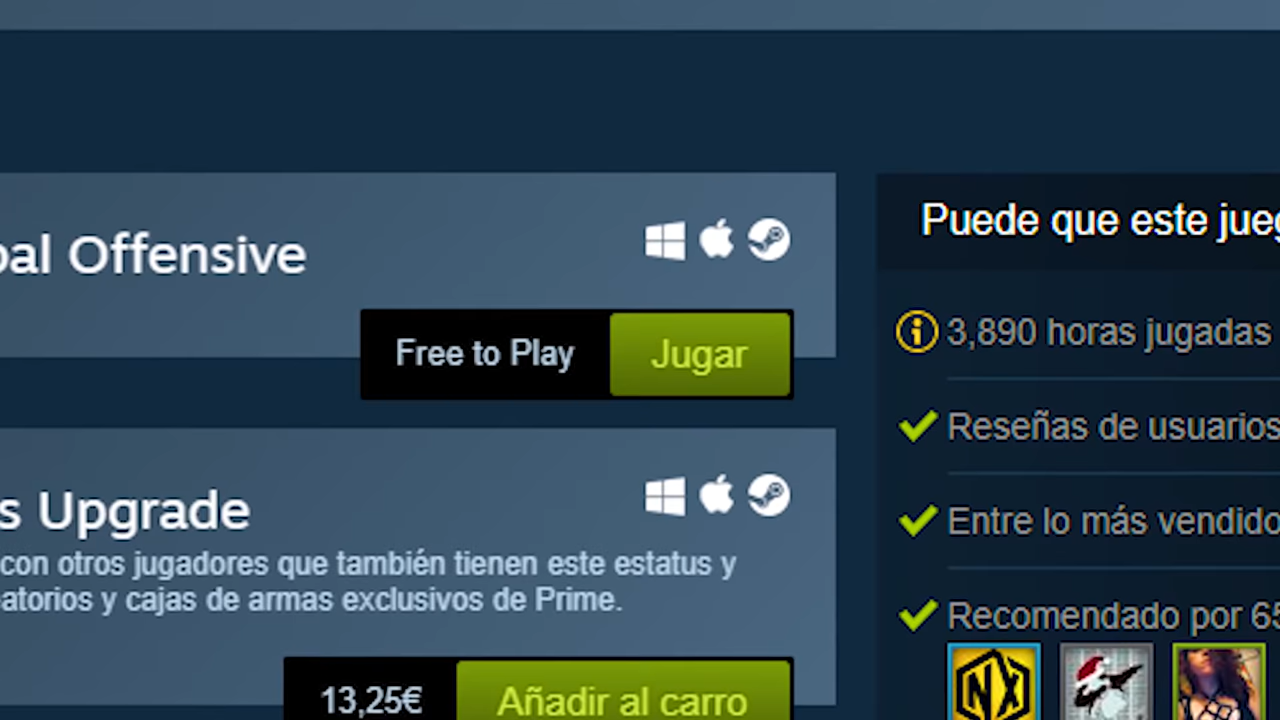 bal Offensive
Free to Play
Jugar
s Upgrade
con otros jugadores que también tienen este estatus y
eatorios y cajas de armas exclusivos de Prime.
13,25€
Añadir al carro
Puede que este jueg
3,890 horas jugadas
Reseñas de usuarios
Entre lo más vendido
Recomendado por 65
NX